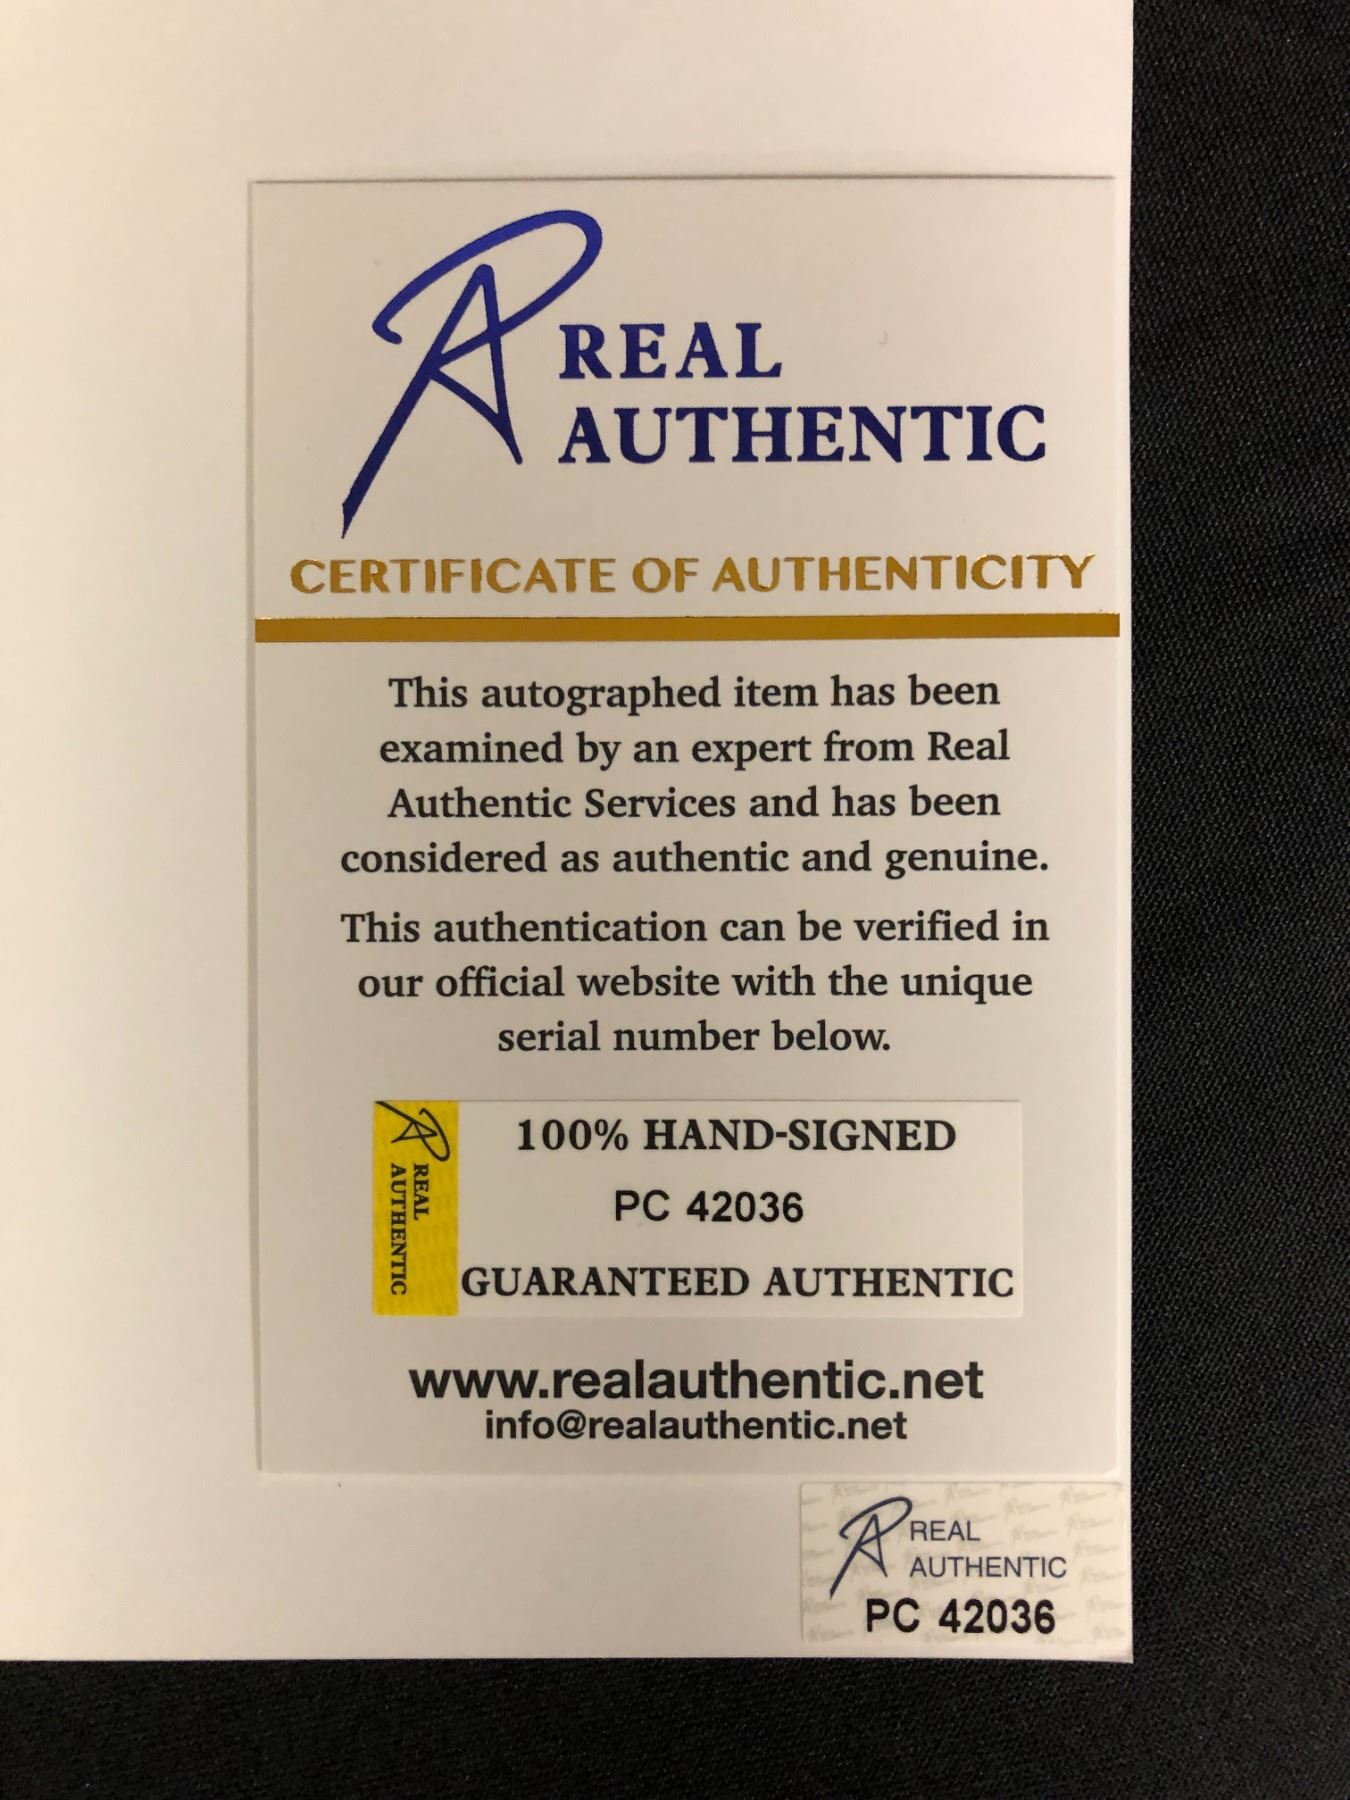 REAL
AUTHENTIC
CERTIFICATE OF AUTHENTICITY
This autographed item has been
examined by an expert from Real
Authentic Services and has been
considered as authentic and genuine.
This authentication can be verified in
our official website with the unique
serial number below.
REAL
AUTHENTIC
100% HAND-SIGNED
PC 42036
GUARANTEED AUTHENTIC
www.realauthentic.net
info@realauthentic.net
REAL
AUTHENTIC
PC 42036